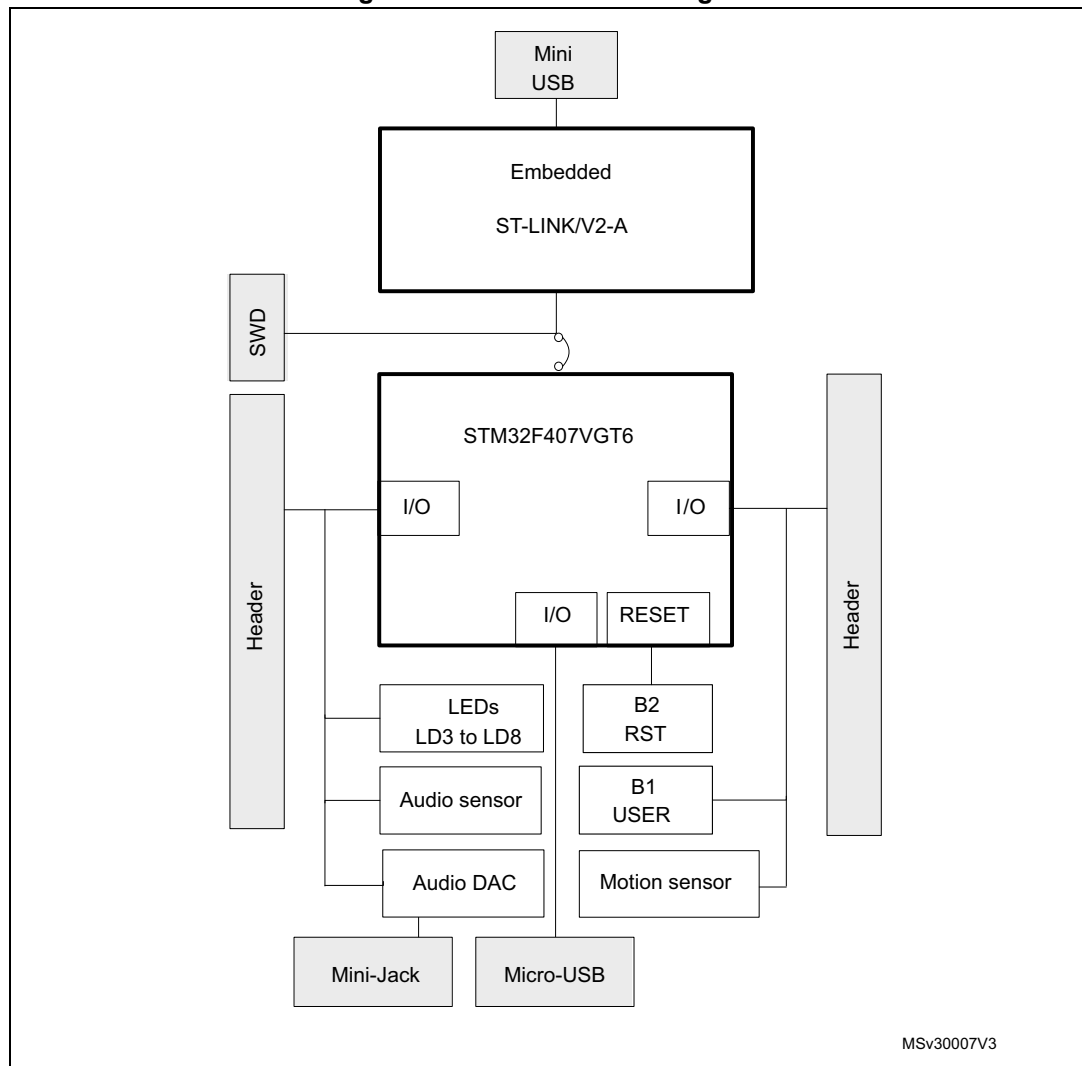 Mini
USB
Embedded
ST-LINK/V2-A
SWD
STM32F407VGT6
I/O
I/O
Header
Header
I/O
RESET
LEDs
LD3 to LD8
B2
RST
Audio sensor
B1
USER
Audio DAC
Motion sensor
Mini-Jack
Micro-USB
MSv30007V3